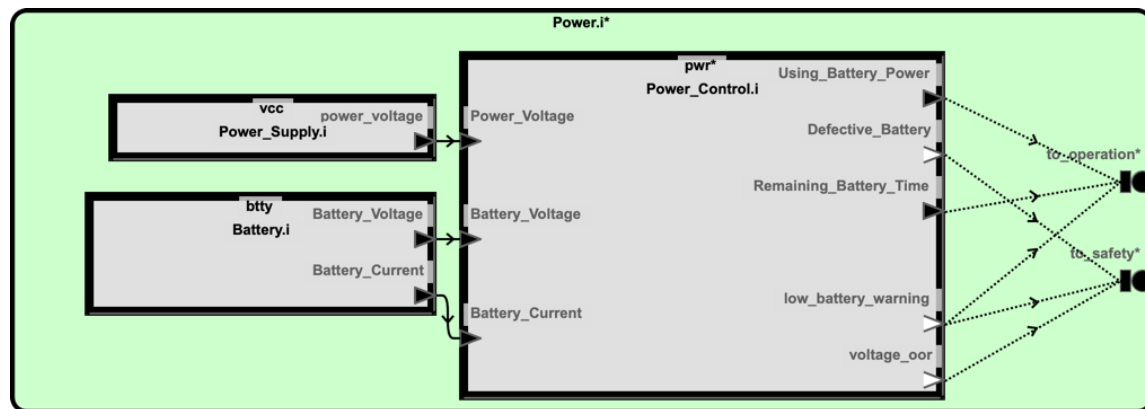 Power.i*
vcc
power_voltage
Power_Supply.i
btty
Battery_Voltage
Battery.i
Battery_Current
pwr*
Power_Control.i
Power_Voltage
Battery_Voltage
Battery_Current
Using_Battery_Power
Defective_Battery
Remaining_Battery_Time
low_battery_warning
voltage_oor
to_operation*
to_safety*